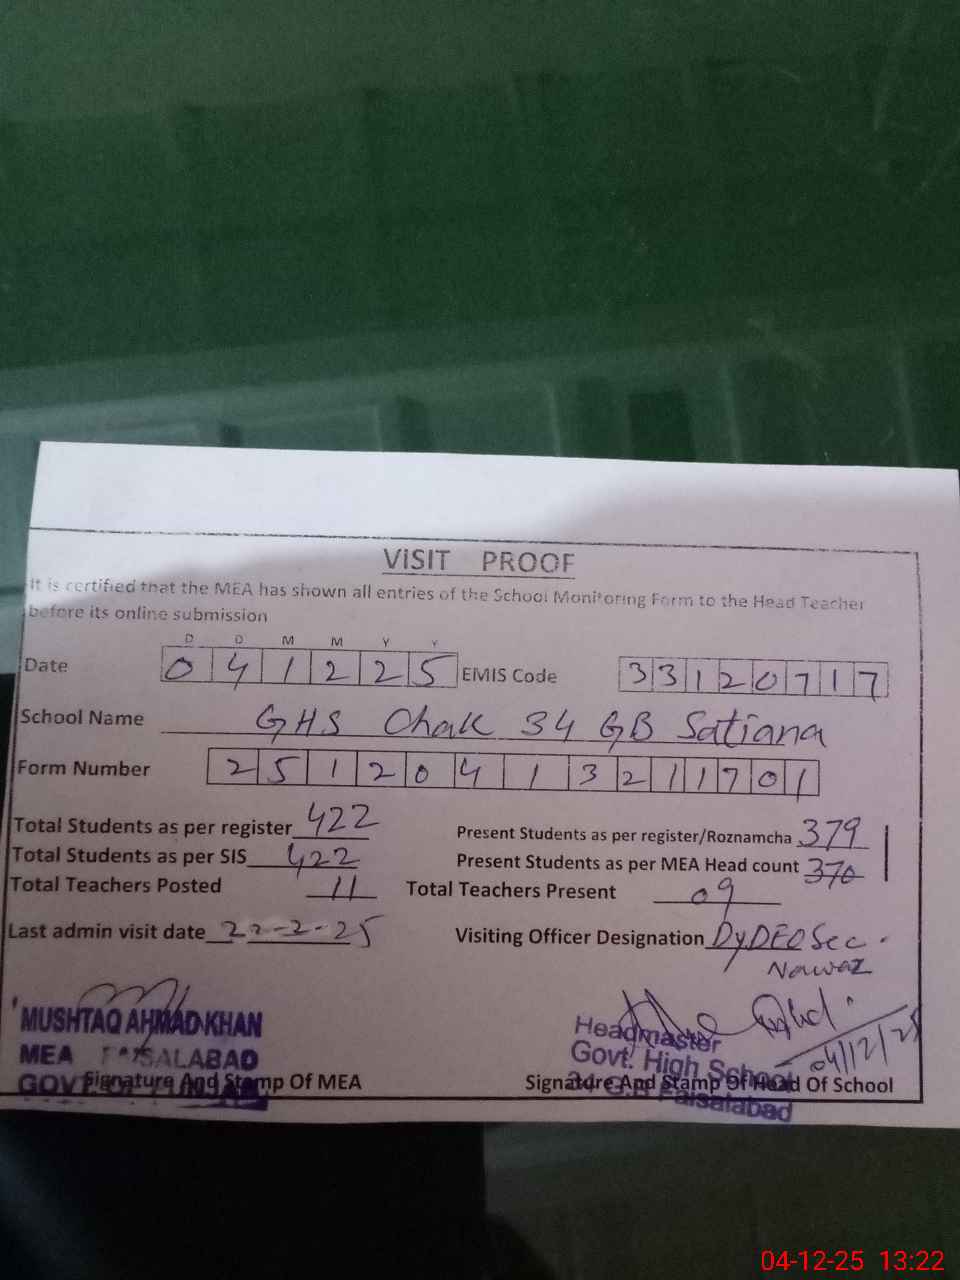 VISIT PROOF
It is certified that the MEA has shown all entries of the School Monitoring Form to the Head Teacher
before its online submission
D D M M Y Y
Date 0 4 1 2 2 5 EMIS Code 3 3 1 2 0 7 1 7
School Name GHS Chak 34 GB Satiana
Form Number 2 5 1 2 0 4 1 3 2 1 1 7 0 1
Total Students as per register 422 Present Students as per register/Roznamcha 379
Total Students as per SIS 422 Present Students as per MEA Head count 370
Total Teachers Posted 11 Total Teachers Present 09
Last admin visit date 22-2-25 Visiting Officer Designation DyDEO Sec.
Nawaz
MUSHTAQ AHMAD KHAN
MEA FAISALABAD
GOVT. OF PUNJAB
Signature And Stamp Of MEA
04/12/25
Headmaster
Govt. High School
34 G.B Faisalabad
Signature And Stamp Of Head Of School
04-12-25 13:22